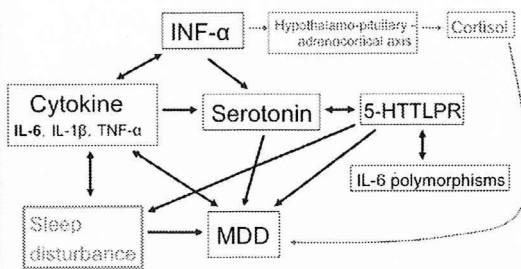 INF-α
Hypothalamo-pituitary-
adrenocortical axis
Cortisol
Cytokine
IL-6, IL-1β, TNF-α
Serotonin
5-HTTLPR
IL-6 polymorphisms
Sleep
disturbance
MDD